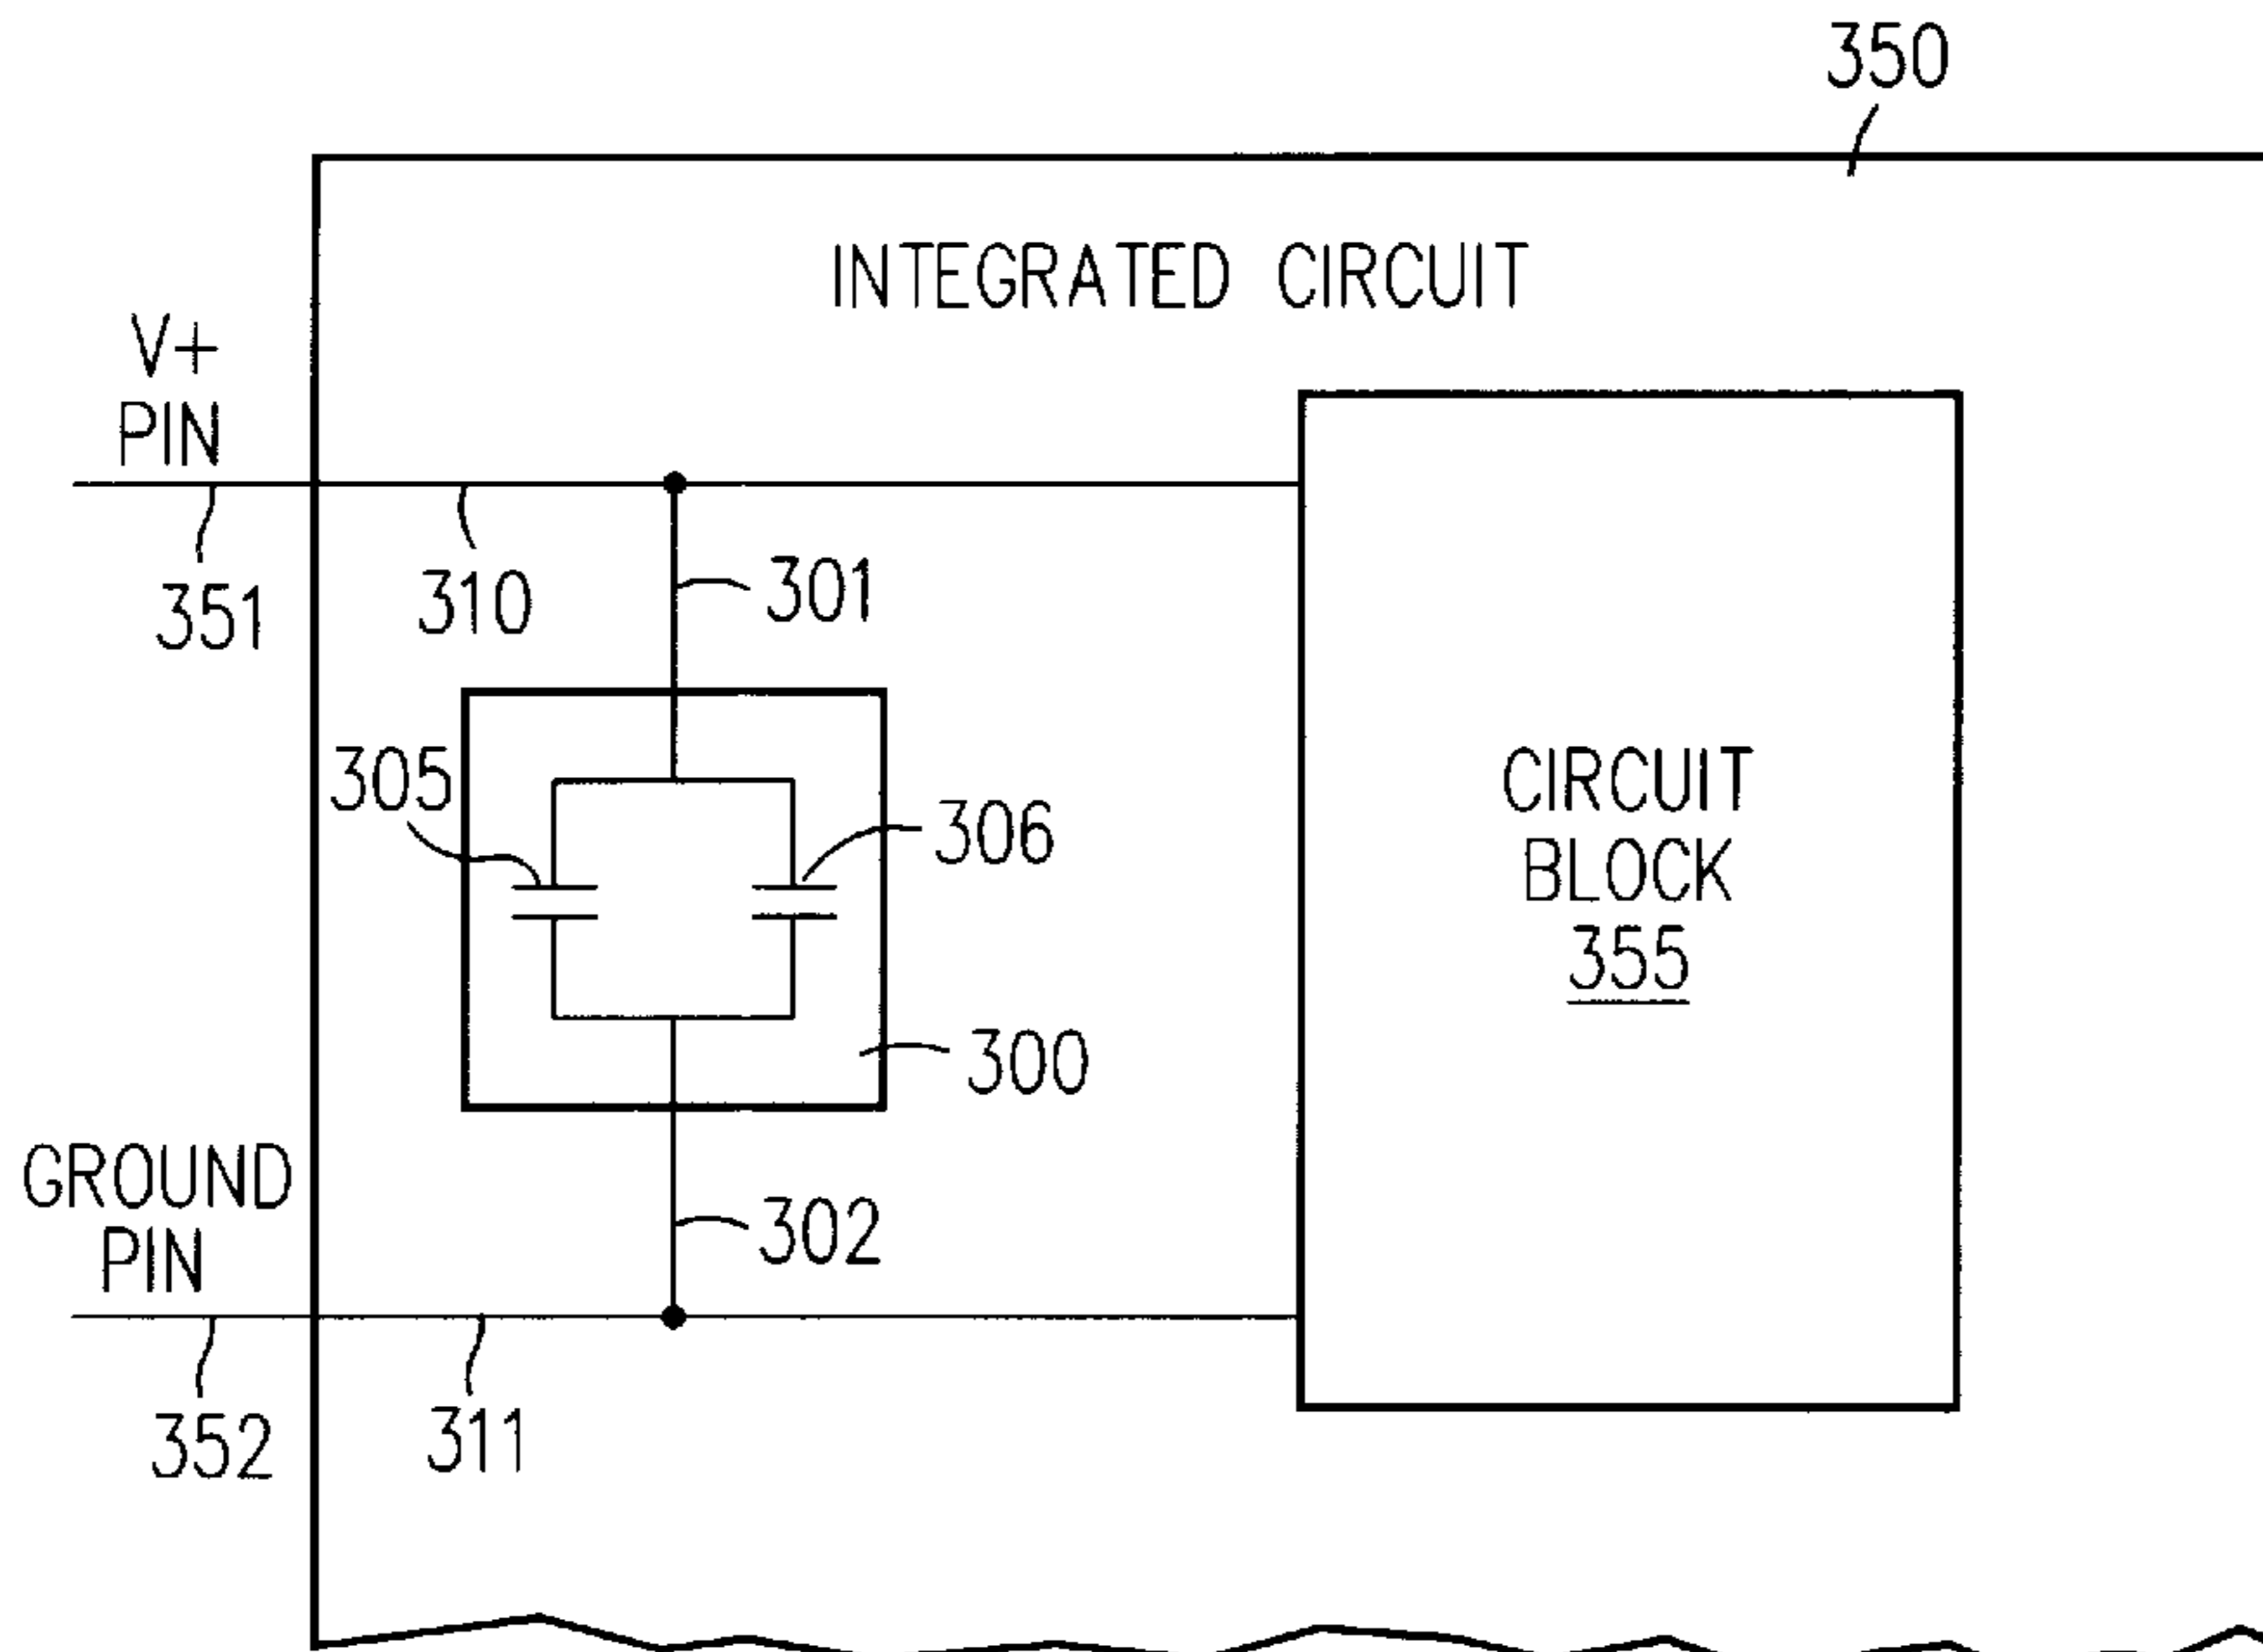 350
INTEGRATED CIRCUIT
V+
PIN
351
310
301
305
306
CIRCUIT
BLOCK
355
300
GROUND
PIN
302
352
311